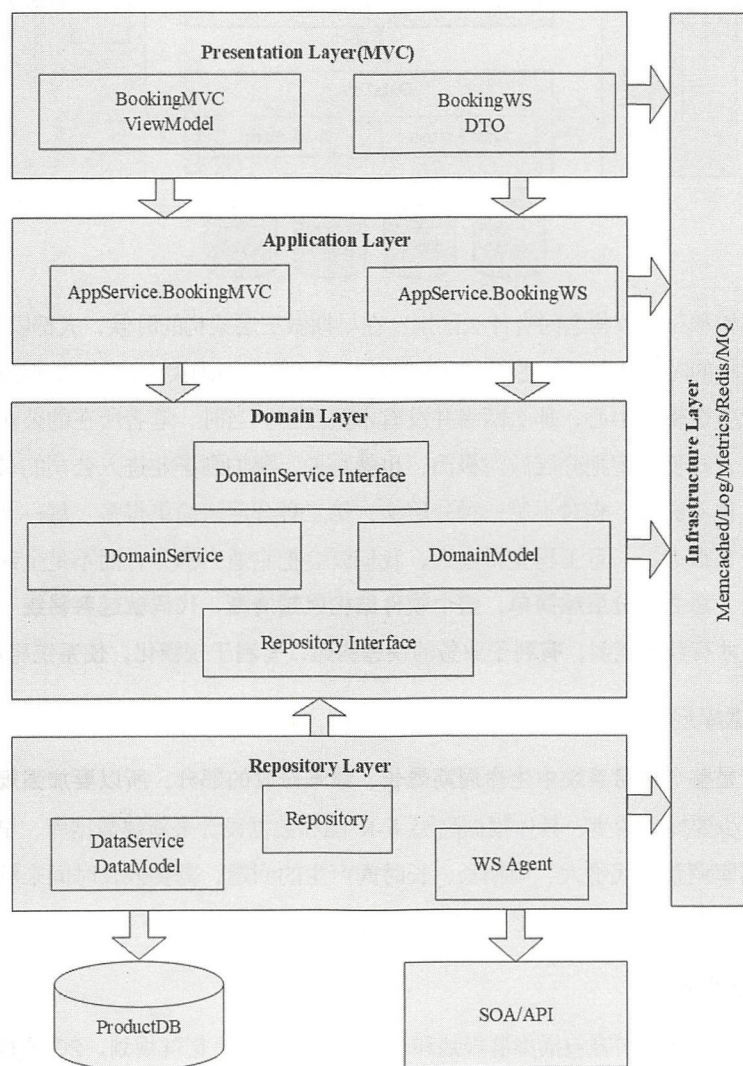 Presentation Layer(MVC)
BookingMVC
ViewModel
BookingWS
DTO
Application Layer
AppService.BookingMVC
AppService.BookingWS
Domain Layer
DomainService Interface
DomainService
DomainModel
Repository Interface
Repository Layer
Repository
DataService
DataModel
WS Agent
ProductDB
SOA/API
Infrastructure Layer
Memcached/Log/Metrics/Redis/MQ